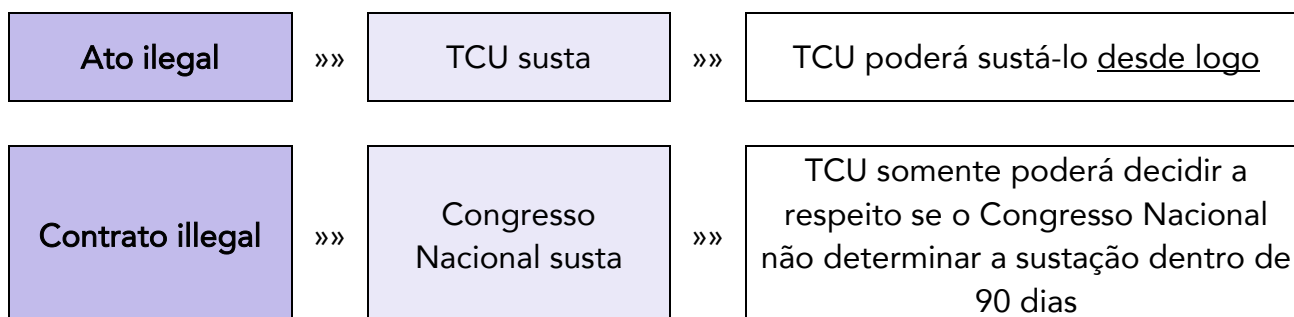 Ato ilegal »» TCU susta »» TCU poderá sustá-lo desde logo
Contrato illegal »» Congresso
Nacional susta »» TCU somente poderá decidir a
respeito se o Congresso Nacional
não determinar a sustação dentro de
90 dias